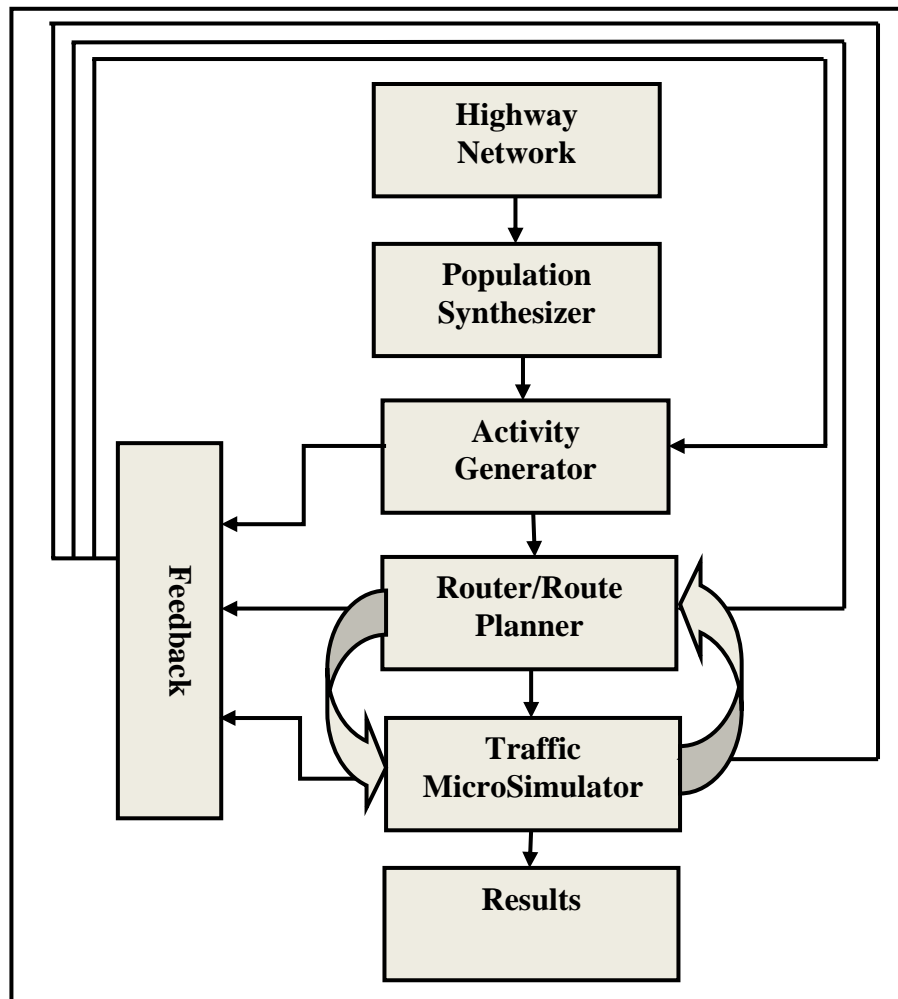 Highway
Network
Population
Synthesizer
Activity
Generator
Feedback
Router/Route
Planner
Traffic
MicroSimulator
Results